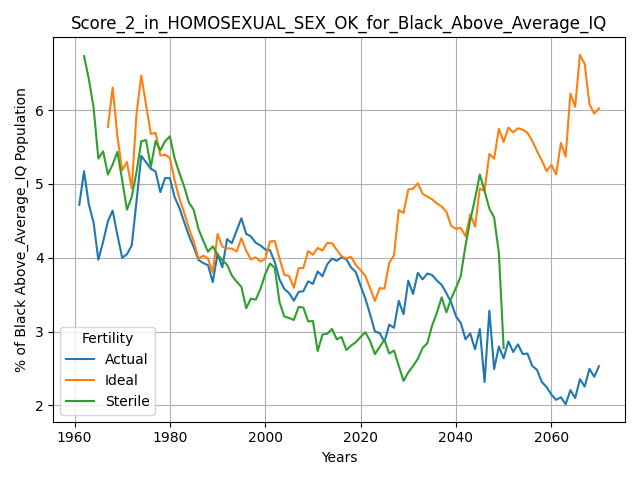 Score_2_in_HOMOSEXUAL_SEX_OK_for_Black_Above_Average_IQ
% of Black Above_Average_IQ Population
6
5
4
3
2
Fertility
Actual
Ideal
Sterile
1960 1980 2000 2020 2040 2060
Years